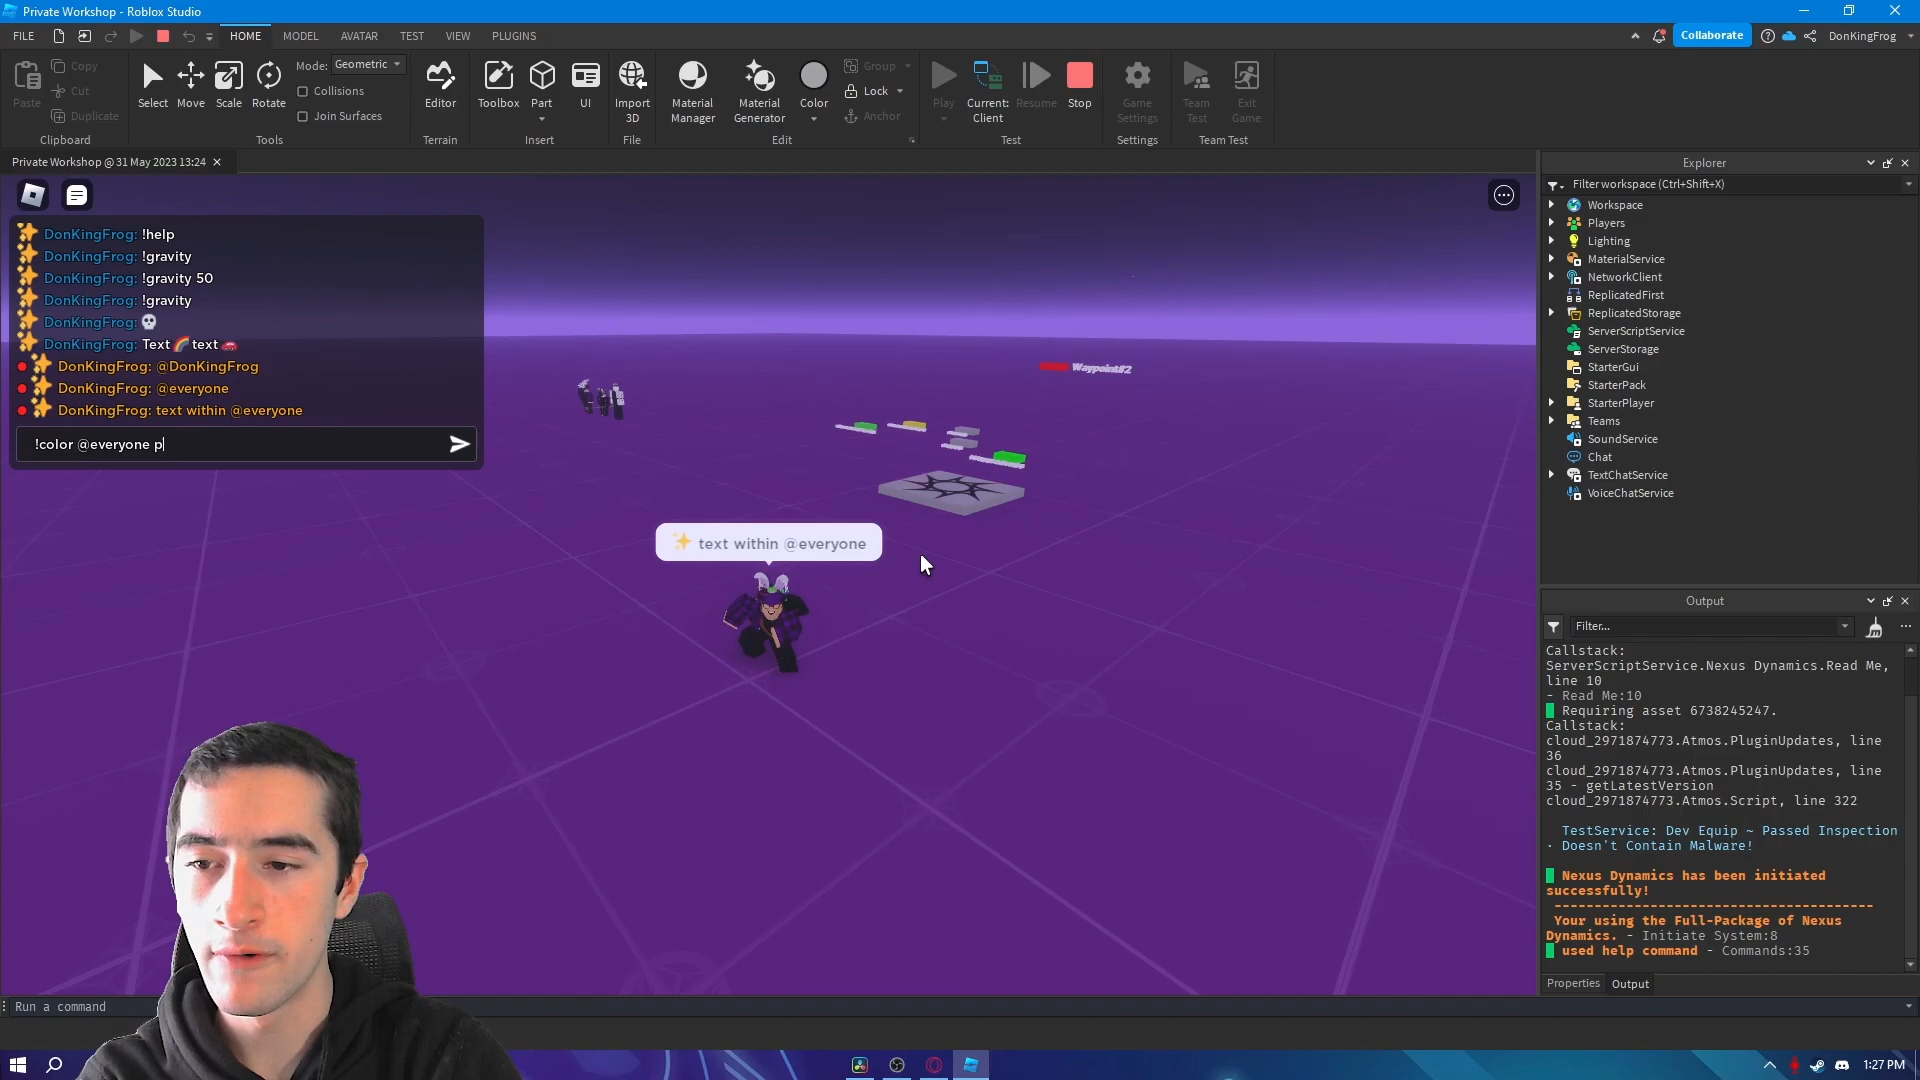 Private Workshop - Roblox Studio
FILE
HOME
MODEL
AVATAR
TEST
VIEW
PLUGINS
Collaborate
DonKingFrog
Paste
Copy
Cut
Duplicate
Clipboard
Select
Move
Scale
Rotate
Mode:
Geometric
Collisions
Join Surfaces
Tools
Editor
Terrain
Toolbox
Part
UI
Insert
Import
3D
File
Material
Manager
Material
Generator
Color
Group
Lock
Anchor
Edit
Play
Current:
Client
Resume
Stop
Test
Game
Settings
Settings
Team
Test
Exit
Game
Team Test
Private Workshop @ 31 May 2023 13:24
DonKingFrog: !help
DonKingFrog: !gravity
DonKingFrog: !gravity 50
DonKingFrog: !gravity
DonKingFrog: 💀
DonKingFrog: Text 🌈 text 🚗
DonKingFrog: @DonKingFrog
DonKingFrog: @everyone
DonKingFrog: text within @everyone
!color @everyone p
Waypoint#2
✨ text within @everyone
Explorer
Filter workspace (Ctrl+Shift+X)
Workspace
Players
Lighting
MaterialService
NetworkClient
ReplicatedFirst
ReplicatedStorage
ServerScriptService
ServerStorage
StarterGui
StarterPack
StarterPlayer
Teams
SoundService
Chat
TextChatService
VoiceChatService
Output
Filter...
Callstack:
ServerScriptService.Nexus Dynamics.Read Me,
line 10
- Read Me:10
Requiring asset 6738245247.
Callstack:
cloud_2971874773.Atmos.PluginUpdates, line
36
cloud_2971874773.Atmos.PluginUpdates, line
35 - getLatestVersion
cloud_2971874773.Atmos.Script, line 322
TestService: Dev Equip ~ Passed Inspection
· Doesn't Contain Malware!
Nexus Dynamics has been initiated
successfully!
----------------------------------------
Your using the Full-Package of Nexus
Dynamics. - Initiate System:8
used help command - Commands:35
Properties
Output
Run a command
1:27 PM